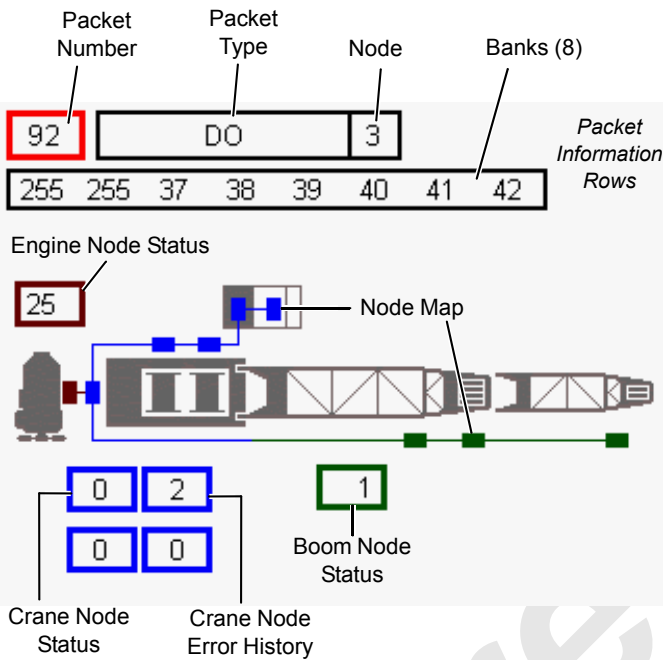 Packet Number
Packet Type
Node
Banks (8)
92
DO
3
Packet Information Rows
255 255 37 38 39 40 41 42
Engine Node Status
25
Node Map
0 2
1
0 0
Boom Node Status
Crane Node Status
Crane Node Error History